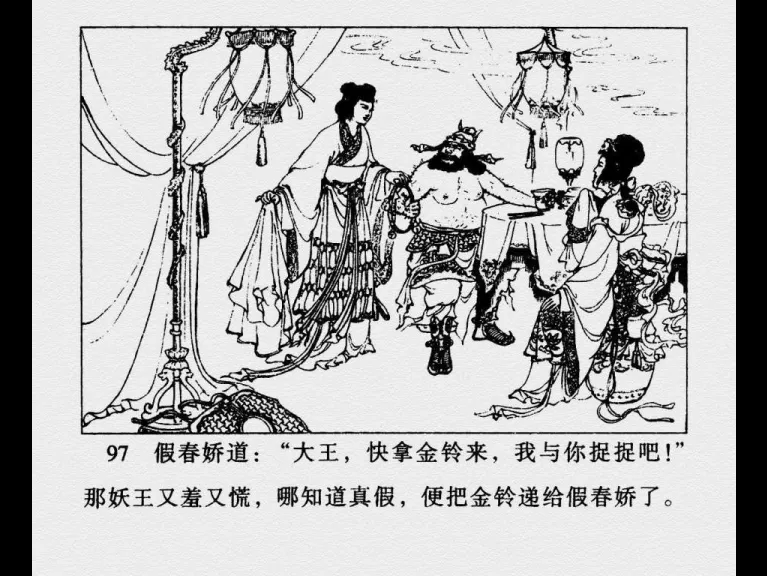 97 假春娇道：“大王，快拿金铃来，我与你捉捉吧！”
那妖王又羞又慌，哪知道真假，便把金铃递给假春娇了。